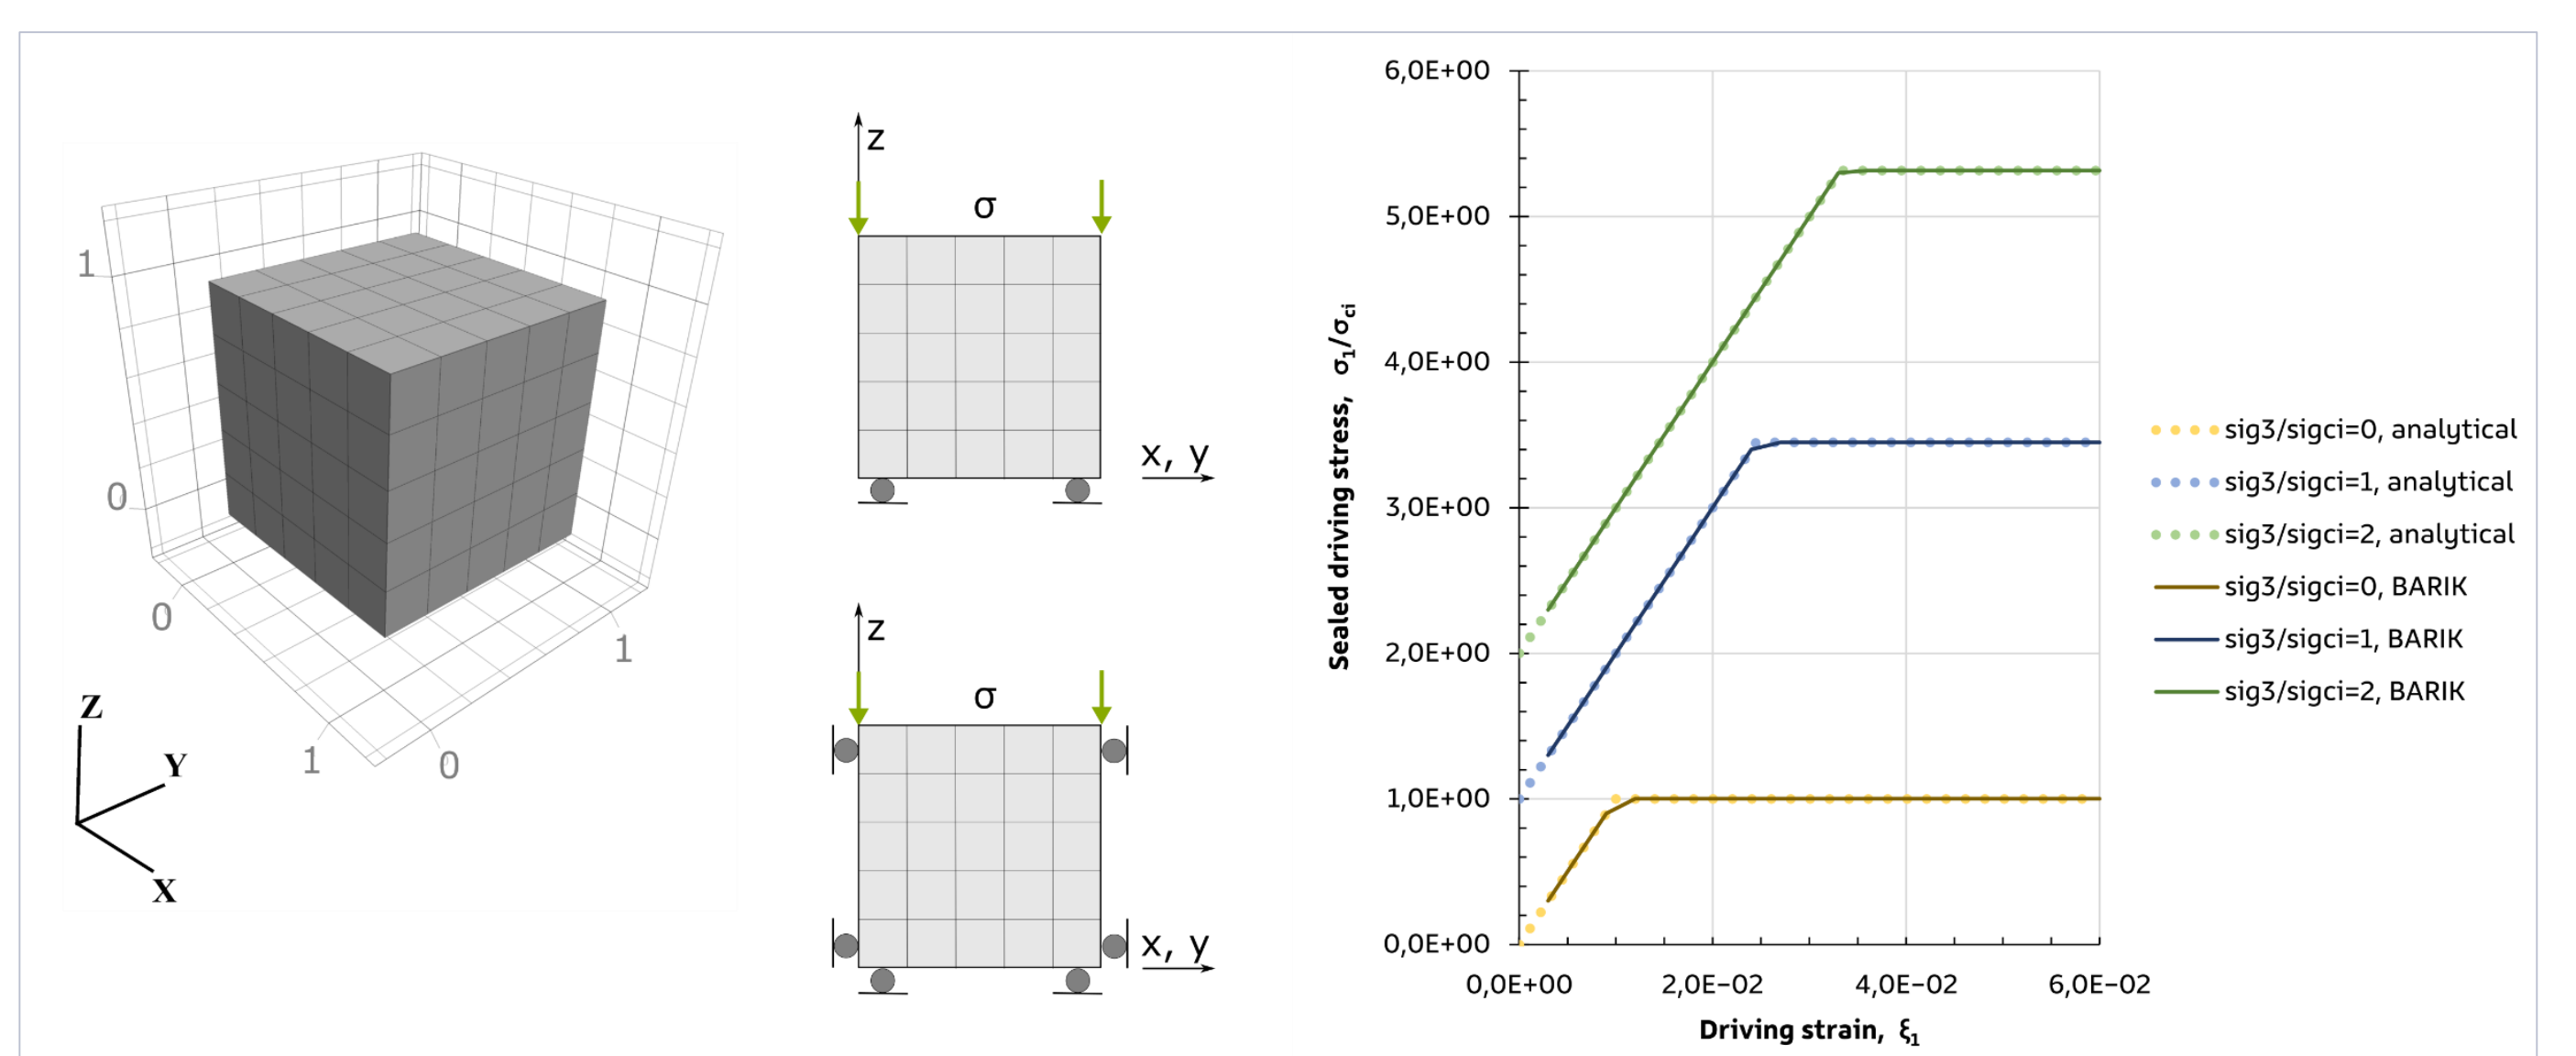 1
0
0
1
1
0
Z
Y
X
z
σ
x, y
z
σ
x, y
Sealed driving stress, σ₁/σci
6,0E+00
5,0E+00
4,0E+00
3,0E+00
2,0E+00
1,0E+00
0,0E+00
0,0E+00 2,0E-02 4,0E-02 6,0E-02
Driving strain, ξ₁
sig3/sigci=0, analytical
sig3/sigci=1, analytical
sig3/sigci=2, analytical
sig3/sigci=0, BARIK
sig3/sigci=1, BARIK
sig3/sigci=2, BARIK